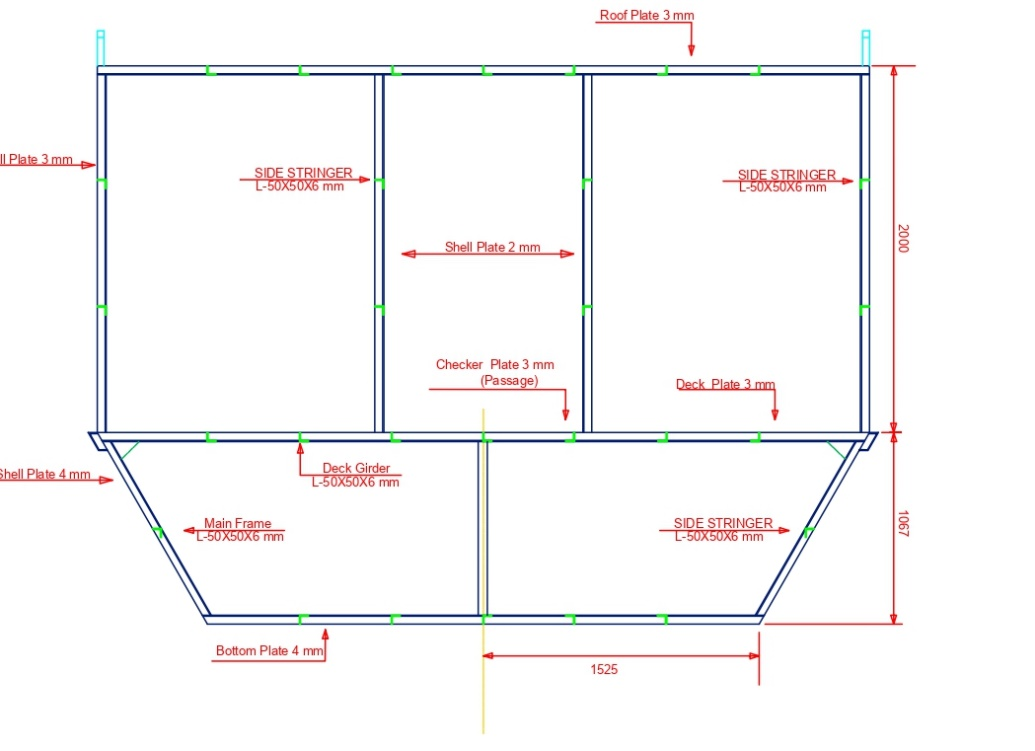 Roof Plate 3 mm
ll Plate 3 mm
SIDE STRINGER
L-50X50X6 mm
SIDE STRINGER
L-50X50X6 mm
2000
Shell Plate 2 mm
Checker Plate 3 mm
(Passage)
Deck Plate 3 mm
Shell Plate 4 mm
Deck Girder
L-50X50X6 mm
Main Frame
L-50X50X6 mm
SIDE STRINGER
L-50X50X6 mm
1067
Bottom Plate 4 mm
1525